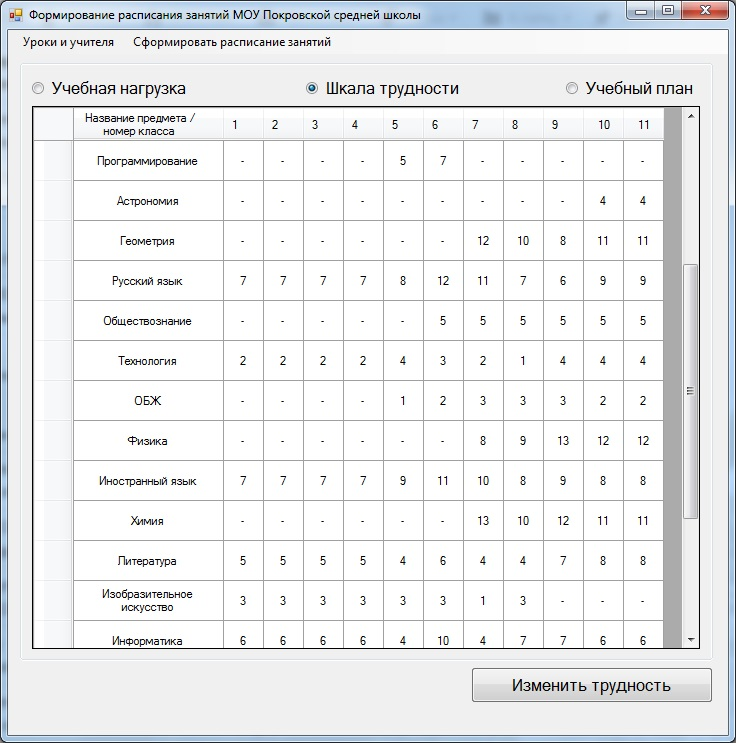 Формирование расписания занятий МОУ Покровской средней школы
Уроки и учителя Сформировать расписание занятий
Учебная нагрузка Шкала трудности Учебный план
Название предмета /
номер класса 1 2 3 4 5 6 7 8 9 10 11
Программирование - - - - 5 7 - - - - -
Астрономия - - - - - - - - - 4 4
Геометрия - - - - - - 12 10 8 11 11
Русский язык 7 7 7 7 8 12 11 7 6 9 9
Обществознание - - - - - 5 5 5 5 5 5
Технология 2 2 2 2 4 3 2 1 4 4 4
ОБЖ - - - - 1 2 3 3 3 2 2
Физика - - - - - - 8 9 13 12 12
Иностранный язык 7 7 7 7 9 11 10 8 9 8 8
Химия - - - - - - 13 10 12 11 11
Литература 5 5 5 5 4 6 4 4 7 8 8
Изобразительное
искусство 3 3 3 3 3 3 1 3 - - -
Информатика 6 6 6 6 4 10 4 7 7 6 6
Изменить трудность